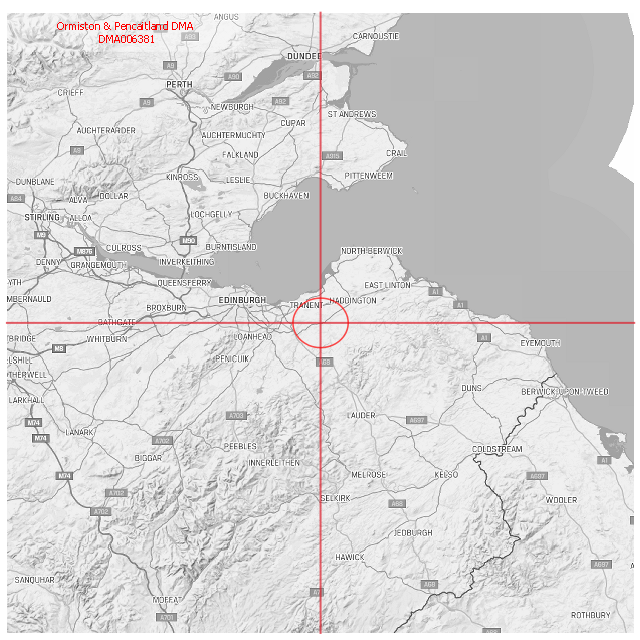 ANGUS
Ormiston & Pencaitland DMA
DMA006381
CARNOUSTIE
DUNDEE
A9
A90
A92
PERTH
CRIEFF
A9
NEWBURGH
A92
ST ANDREWS
CUPAR
AUCHTERARDER
AUCHTERMUCHTY
A9
FALKLAND
CRAIL
DUNBLANE
KINROSS
LESLIE
PITTENWEEM
A84
ALVA
DOLLAR
BUCKHAVEN
STIRLING
ALLOA
LOCHGELLY
M9
M90
CULROSS
BURNTISLAND
M876
NORTH BERWICK
DENNY
GRANGEMOUTH
INVERKEITHING
QUEENSFERRY
EAST LINTON
A1
MBERNAULD
EDINBURGH
TRANENT
HADDINGTON
A1
BROXBURN
BATHGATE
BRIDGE
WHITBURN
LOANHEAD
A1
EYEMOUTH
M8
PENICUIK
A68
THERWELL
DUNS
BERWICK-UPON-TWEED
LARKHALL
A703
LAUDER
A697
M74
M74
LANARK
A702
PEEBLES
COLDSTREAM
BIGGAR
INNERLEITHEN
A1
M74
MELROSE
KELSO
A697
A702
SELKIRK
A68
WOOLER
A702
JEDBURGH
HAWICK
A697
SANQUHAR
A68
A7
MOFFAT
A701
ROTHBURY